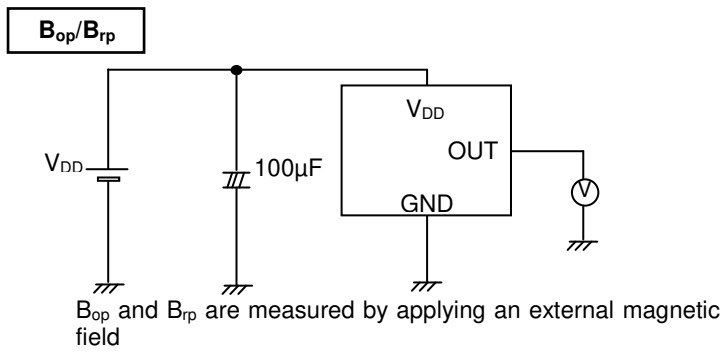 Bop/Brp
VDD
100µF
VDD
OUT
GND
V
Bop and Brp are measured by applying an external magnetic
field